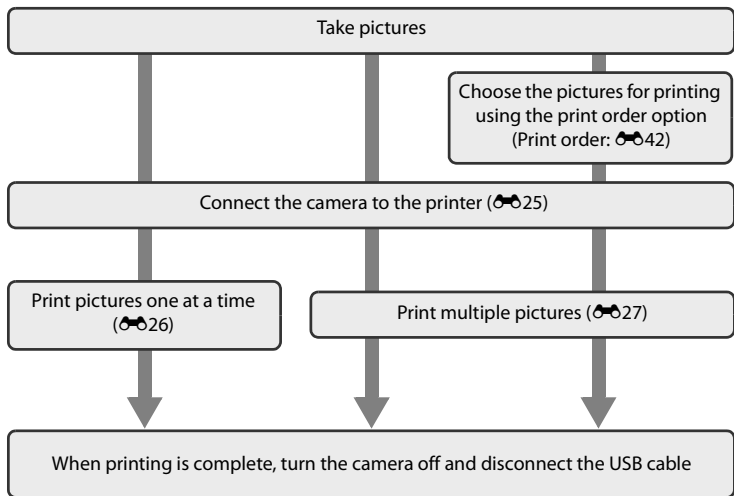 Take pictures
Choose the pictures for printing
using the print order option
(Print order: 42)
Connect the camera to the printer (25)
Print pictures one at a time
(26)
Print multiple pictures (27)
When printing is complete, turn the camera off and disconnect the USB cable